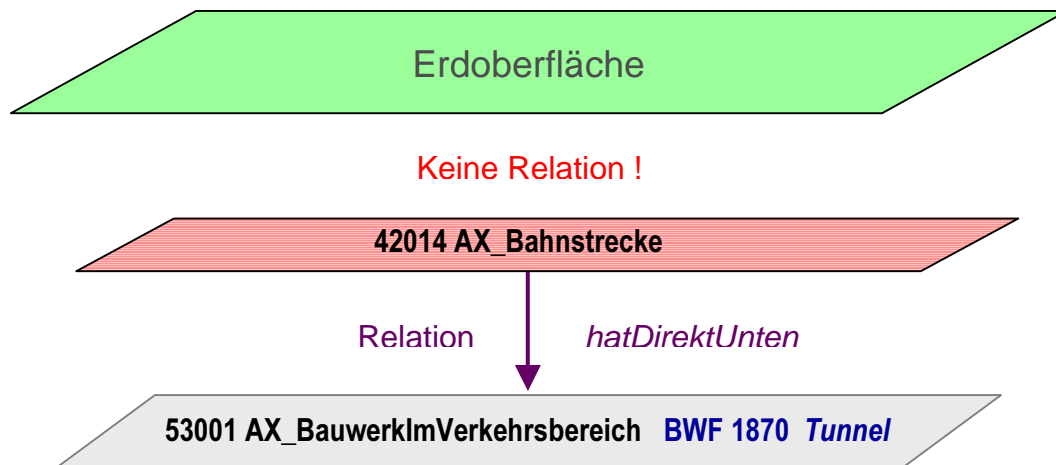 Erdoberfläche
Keine Relation !
42014 AX_Bahnstrecke
Relation hatDirektUnten
53001 AX_BauwerkImVerkehrsbereich BWF 1870 Tunnel